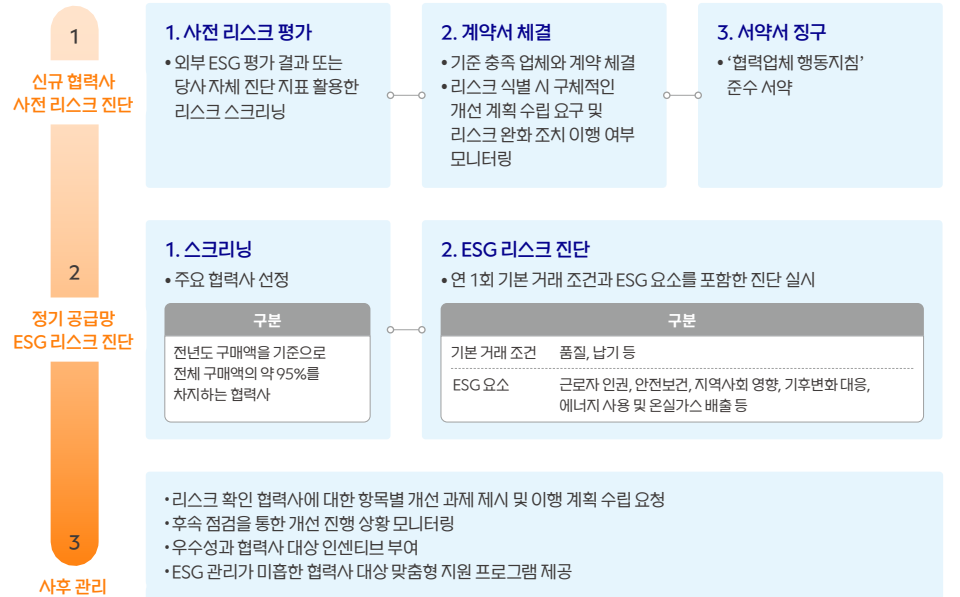 1
신규 협력사
사전 리스크 진단
1. 사전 리스크 평가
• 외부 ESG 평가 결과 또는
당사 자체 진단 지표 활용한
리스크 스크리닝
2. 계약서 체결
• 기준 충족 업체와 계약 체결
• 리스크 식별 시 구체적인
개선 계획 수립 요구 및
리스크 완화 조치 이행 여부
모니터링
3. 서약서 징구
• ‘협력업체 행동지침’
준수 서약
2
정기 공급망
ESG 리스크 진단
1. 스크리닝
• 주요 협력사 선정
구분
전년도 구매액을 기준으로
전체 구매액의 약 95%를
차지하는 협력사
2. ESG 리스크 진단
• 연 1회 기본 거래 조건과 ESG 요소를 포함한 진단 실시
구분
기본 거래 조건 품질, 납기 등
ESG 요소 근로자 인권, 안전보건, 지역사회 영향, 기후변화 대응,
에너지 사용 및 온실가스 배출 등
3
사후 관리
• 리스크 확인 협력사에 대한 항목별 개선 과제 제시 및 이행 계획 수립 요청
• 후속 점검을 통한 개선 진행 상황 모니터링
• 우수성과 협력사 대상 인센티브 부여
• ESG 관리가 미흡한 협력사 대상 맞춤형 지원 프로그램 제공